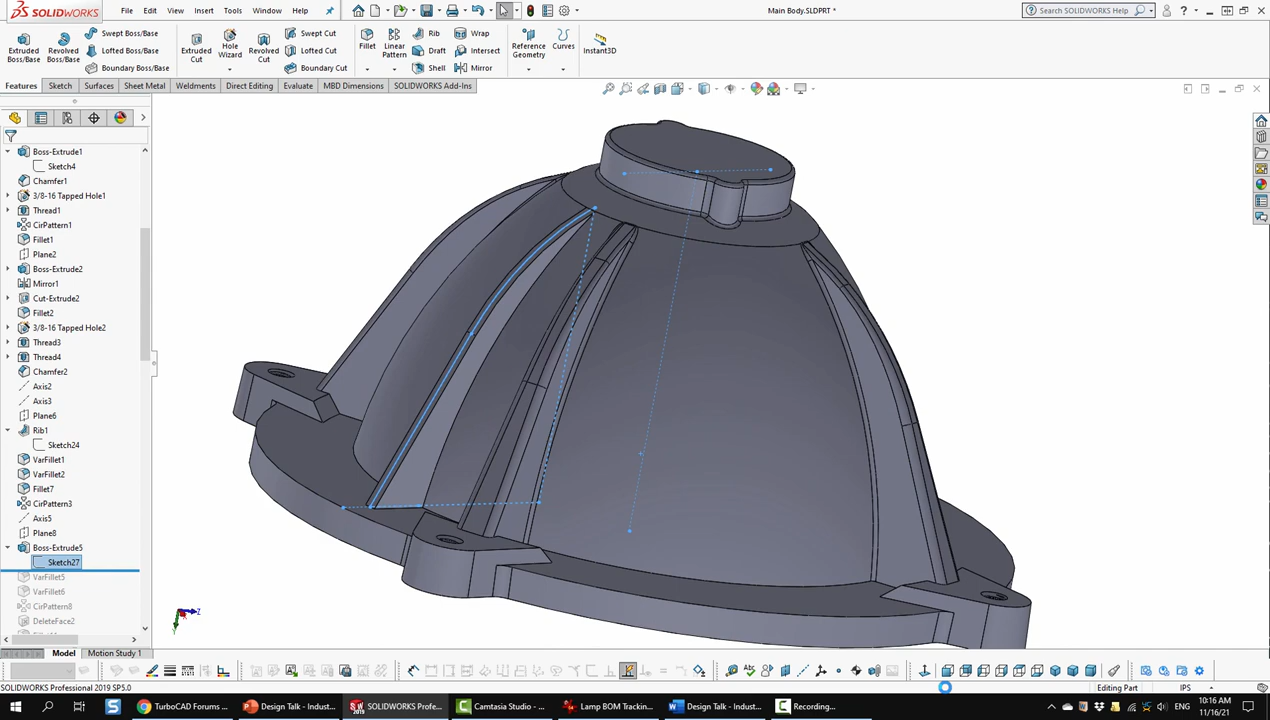 SOLIDWORKS
File Edit View Insert Tools Window Help
Main Body.SLDPRT *
Search SOLIDWORKS Help
Extruded Boss/Base
Revolved Boss/Base
Swept Boss/Base
Lofted Boss/Base
Boundary Boss/Base
Extruded Cut
Hole Wizard
Revolved Cut
Swept Cut
Lofted Cut
Boundary Cut
Fillet
Linear Pattern
Rib
Draft
Shell
Wrap
Intersect
Mirror
Reference Geometry
Curves
Instant3D
Features Sketch Surfaces Sheet Metal Weldments Direct Editing Evaluate MBD Dimensions SOLIDWORKS Add-Ins
Boss-Extrude1
Sketch4
Chamfer1
3/8-16 Tapped Hole1
Thread1
CirPattern1
Fillet1
Plane2
Boss-Extrude2
Mirror1
Cut-Extrude2
Fillet2
3/8-16 Tapped Hole2
Thread3
Thread4
Chamfer2
Axis2
Axis3
Plane6
Rib1
Sketch24
VarFillet1
VarFillet2
Fillet7
CirPattern3
Axis5
Plane8
Boss-Extrude5
Sketch27
VarFillet5
VarFillet6
CirPattern8
DeleteFace2
Z
Model Motion Study 1
SOLIDWORKS Professional 2019 SP5.0
Editing Part
IPS
TurboCAD Forums ...
Design Talk - Indust...
SOLIDWORKS Profe...
Camtasia Studio - ...
Lamp BOM Trackin...
Design Talk - Indust...
Recording...
ENG
10:16 AM
11/16/21